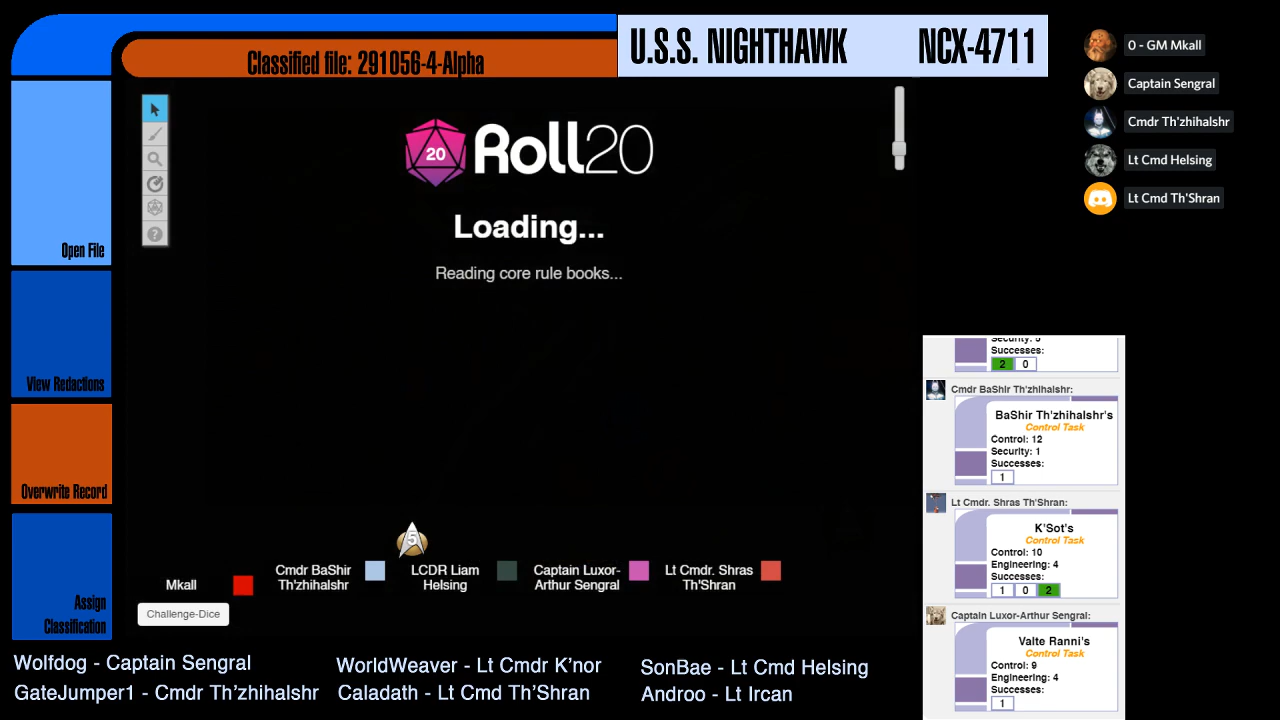 U.S.S. NIGHTHAWK NCX-4711
Classified file: 291056-4-Alpha
0 - GM Mkall
Captain Sengral
Cmdr Th'zhihalshr
Lt Cmd Helsing
Lt Cmd Th'Shran
Open File
View Redactions
Overwrite Record
Assign
Classification
20 Roll20
Loading...
Reading core rule books...
Security: 5
Successes:
2 0
Cmdr BaShir Th'zhihalshr:
BaShir Th'zhihalshr's
Control Task
Control: 12
Security: 1
Successes:
1
Lt Cmdr. Shras Th'Shran:
K'Sot's
Control Task
Control: 10
Engineering: 4
Successes:
1 0 2
Captain Luxor-Arthur Sengral:
Valte Ranni's
Control Task
Control: 9
Engineering: 4
Successes:
1
5
Mkall
Cmdr BaShir
Th'zhihalshr
LCDR Liam
Helsing
Captain Luxor-
Arthur Sengral
Lt Cmdr. Shras
Th'Shran
Challenge-Dice
Wolfdog - Captain Sengral
WorldWeaver - Lt Cmdr K'nor
SonBae - Lt Cmd Helsing
GateJumper1 - Cmdr Th'zhihalshr
Caladath - Lt Cmd Th'Shran
Androo - Lt Ircan